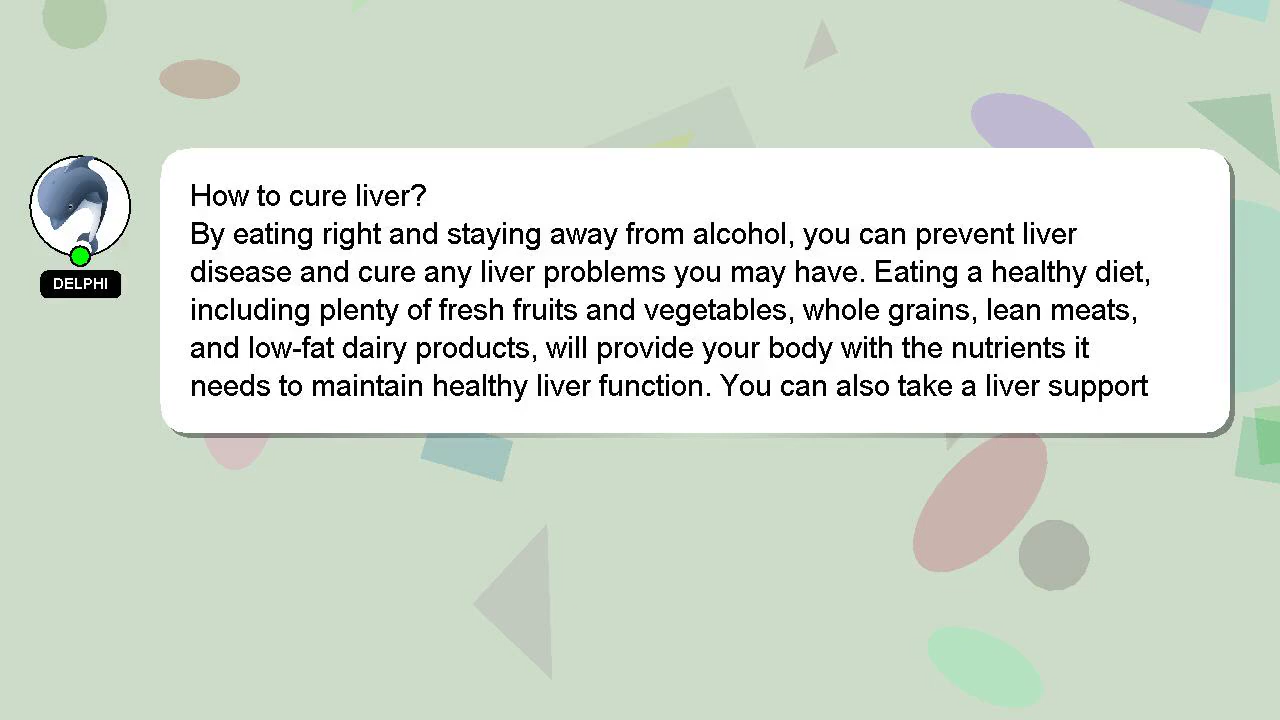 How to cure liver?
By eating right and staying away from alcohol, you can prevent liver
disease and cure any liver problems you may have. Eating a healthy diet,
including plenty of fresh fruits and vegetables, whole grains, lean meats,
and low-fat dairy products, will provide your body with the nutrients it
needs to maintain healthy liver function. You can also take a liver support
DELPHI